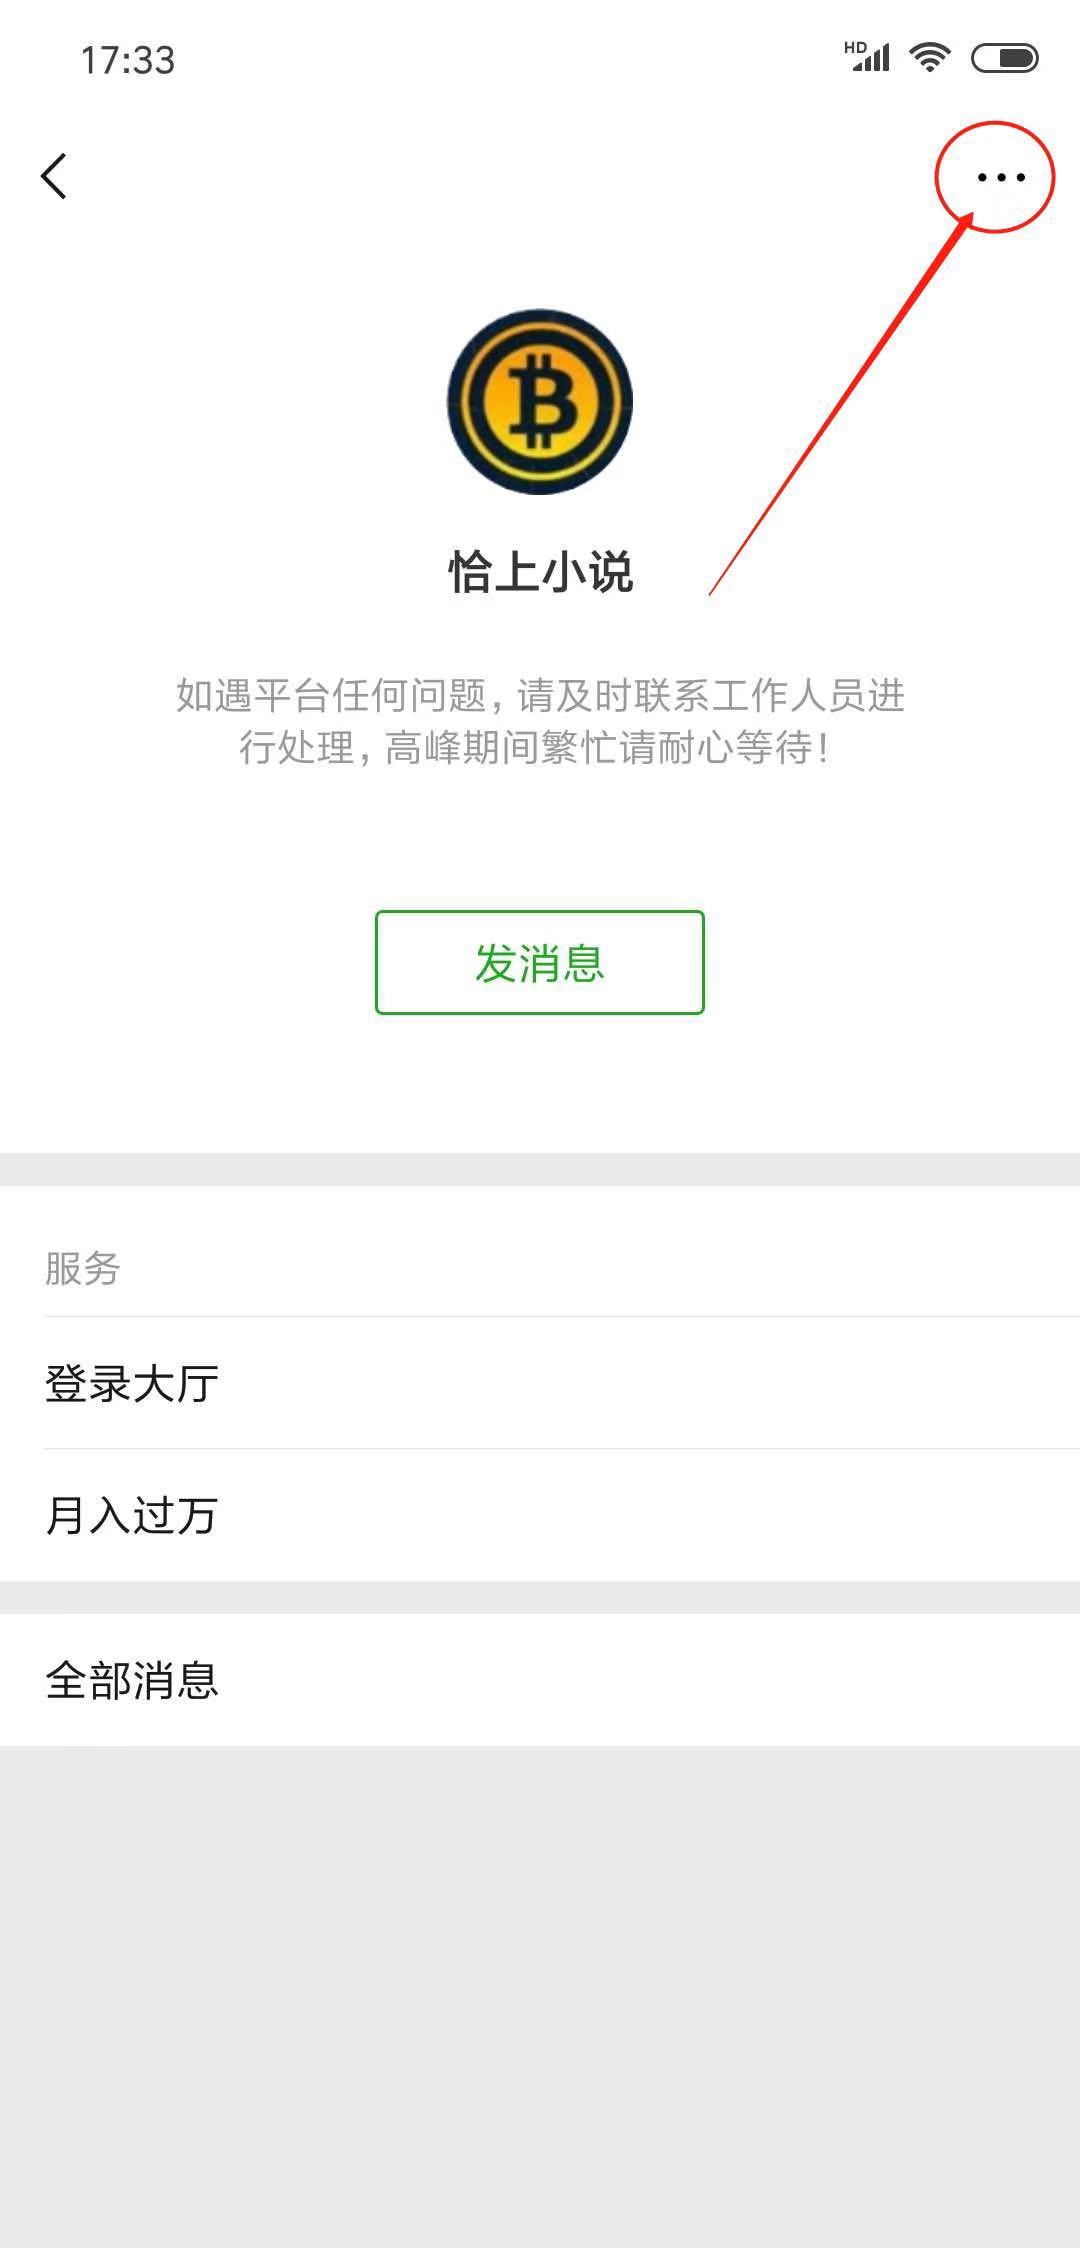 17:33
HD
恰上小说
如遇平台任何问题,请及时联系工作人员进
行处理,高峰期间繁忙请耐心等待!
发消息
服务
登录大厅
月入过万
全部消息